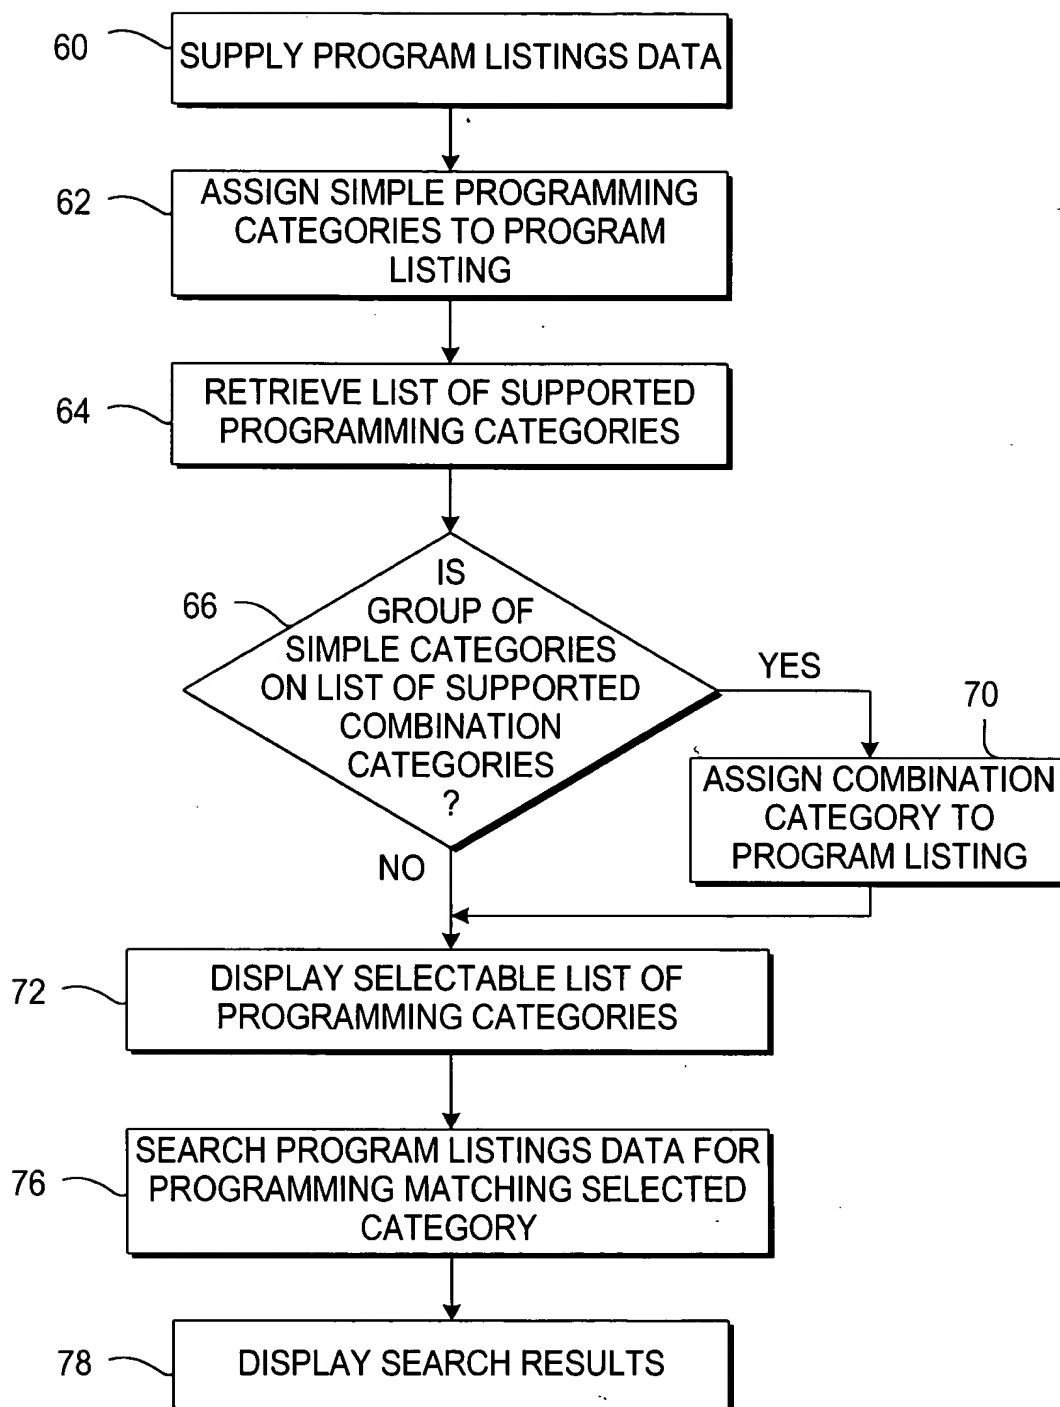 60
SUPPLY PROGRAM LISTINGS DATA
62
ASSIGN SIMPLE PROGRAMMING
CATEGORIES TO PROGRAM
LISTING
64
RETRIEVE LIST OF SUPPORTED
PROGRAMMING CATEGORIES
66
IS
GROUP OF
SIMPLE CATEGORIES
ON LIST OF SUPPORTED
COMBINATION
CATEGORIES
?
YES
NO
70
ASSIGN COMBINATION
CATEGORY TO
PROGRAM LISTING
72
DISPLAY SELECTABLE LIST OF
PROGRAMMING CATEGORIES
76
SEARCH PROGRAM LISTINGS DATA FOR
PROGRAMMING MATCHING SELECTED
CATEGORY
78
DISPLAY SEARCH RESULTS